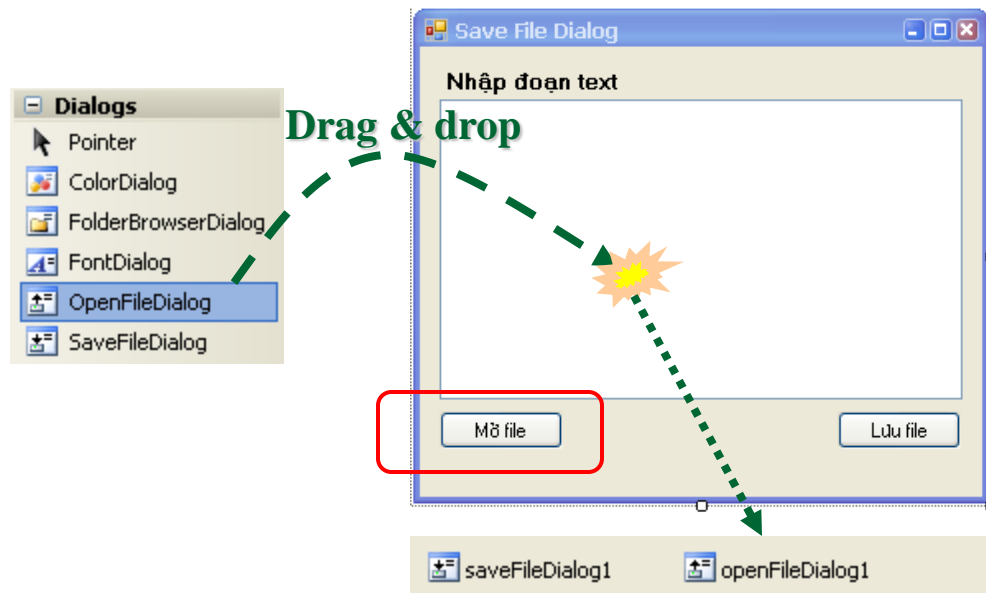 Save File Dialog
Nhập đoạn text
Dialogs
Drag & drop
Pointer
ColorDialog
FolderBrowserDialog
FontDialog
OpenFileDialog
SaveFileDialog
Mở file
Lưu file
saveFileDialog1
openFileDialog1